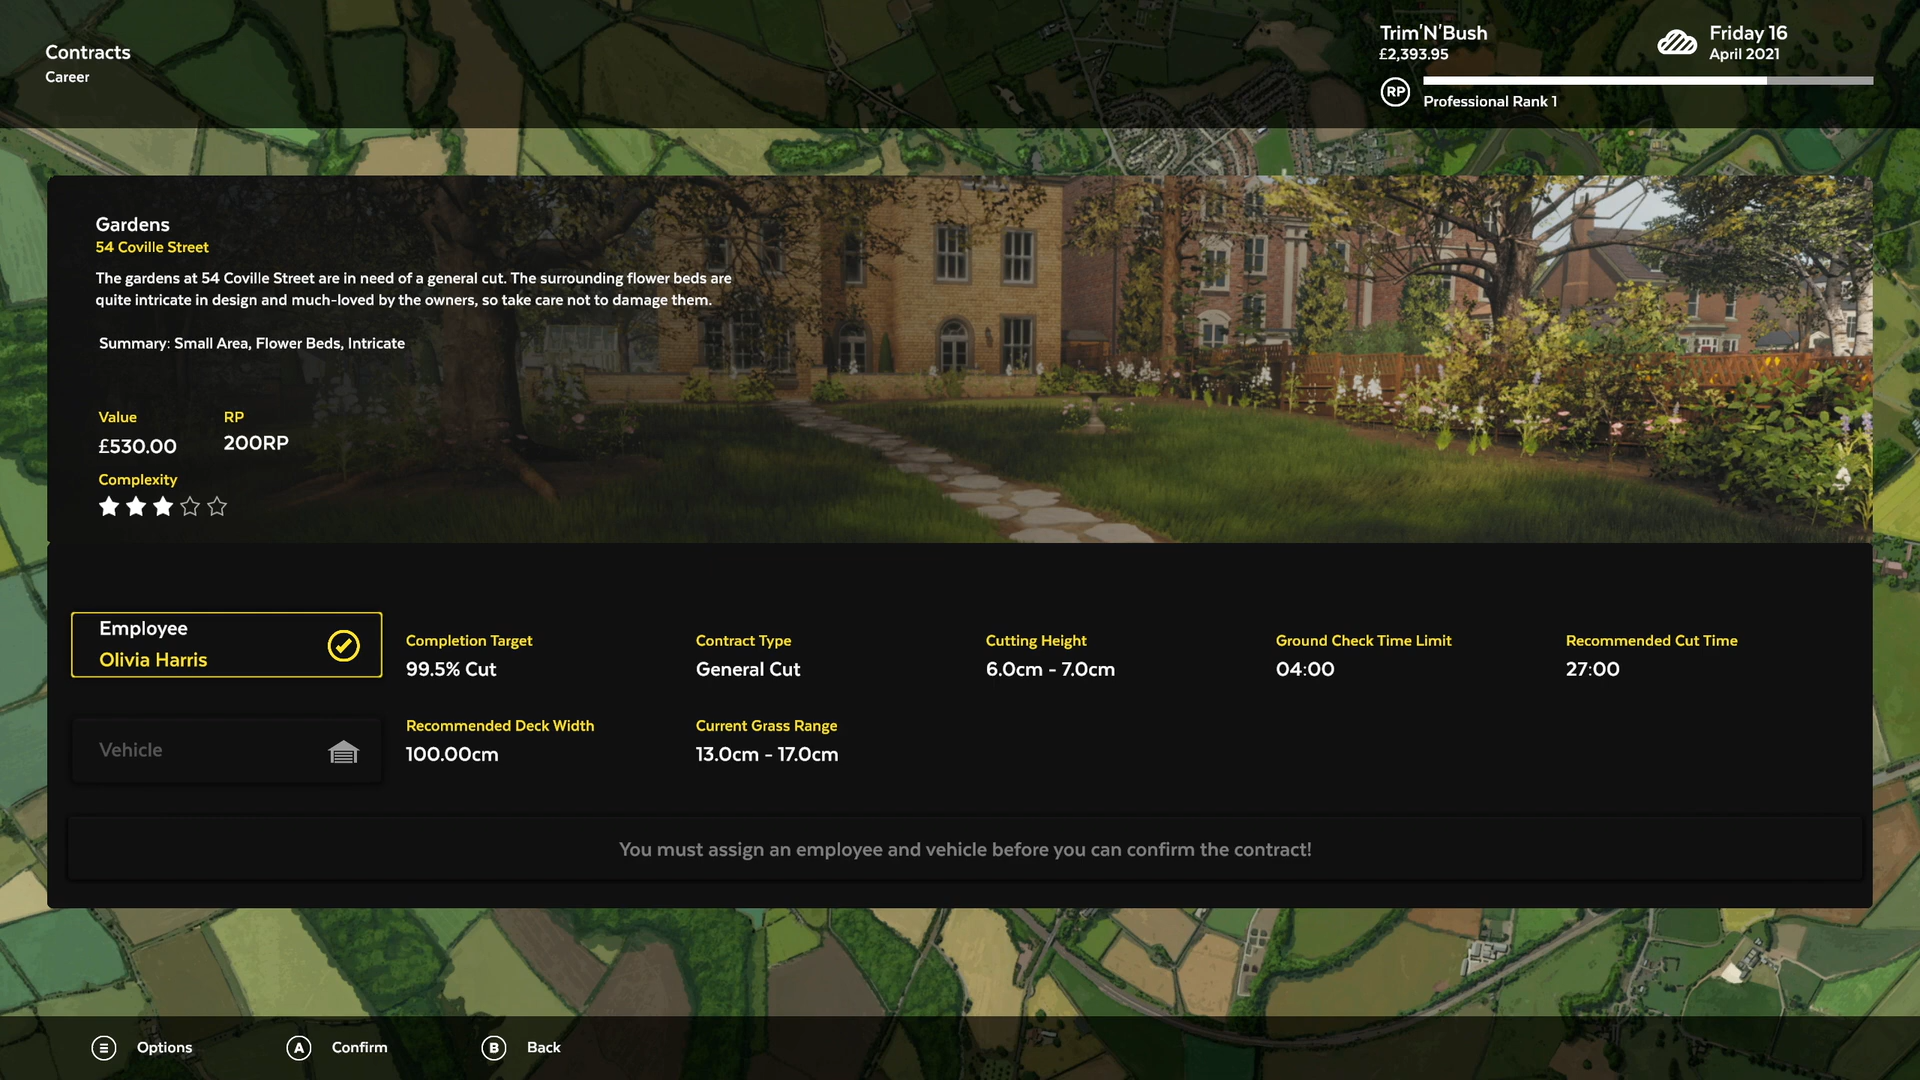 Contracts
Career
Trim'N'Bush
£2,393.95
Friday 16
April 2021
RP
Professional Rank 1
Gardens
54 Coville Street
The gardens at 54 Coville Street are in need of a general cut. The surrounding flower beds are
quite intricate in design and much-loved by the owners, so take care not to damage them.
Summary: Small Area, Flower Beds, Intricate
Value
RP
£530.00
200RP
Complexity
Employee
Olivia Harris
Completion Target
99.5% Cut
Contract Type
General Cut
Cutting Height
6.0cm - 7.0cm
Ground Check Time Limit
04:00
Recommended Cut Time
27:00
Vehicle
Recommended Deck Width
100.00cm
Current Grass Range
13.0cm - 17.0cm
You must assign an employee and vehicle before you can confirm the contract!
Options
A Confirm
B Back